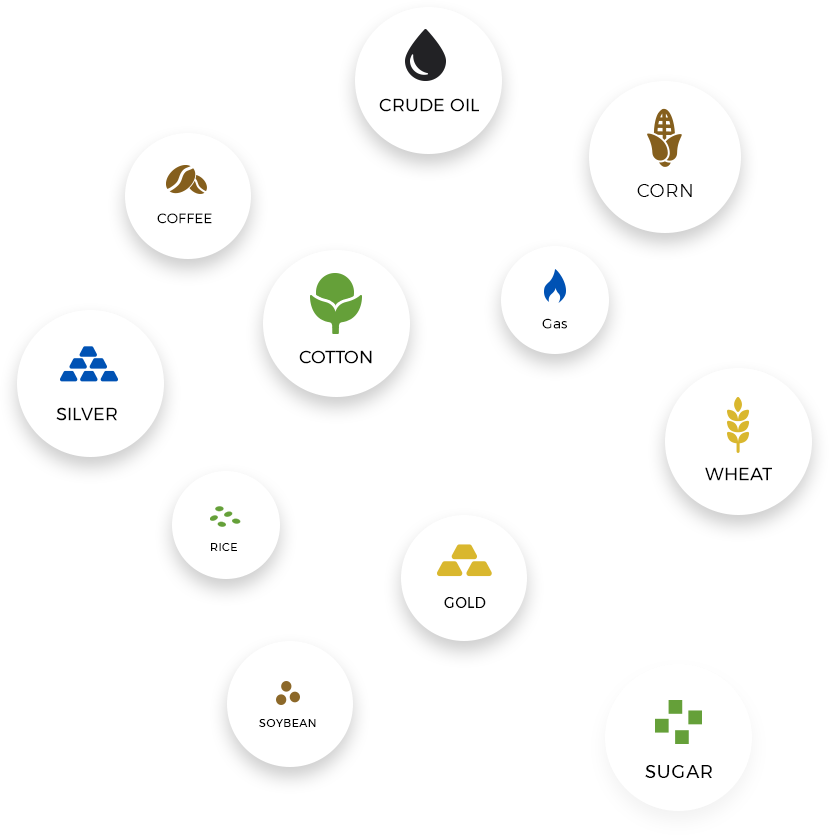 CRUDE OIL
CORN
COFFEE
Gas
COTTON
SILVER
WHEAT
RICE
GOLD
SOYBEAN
SUGAR